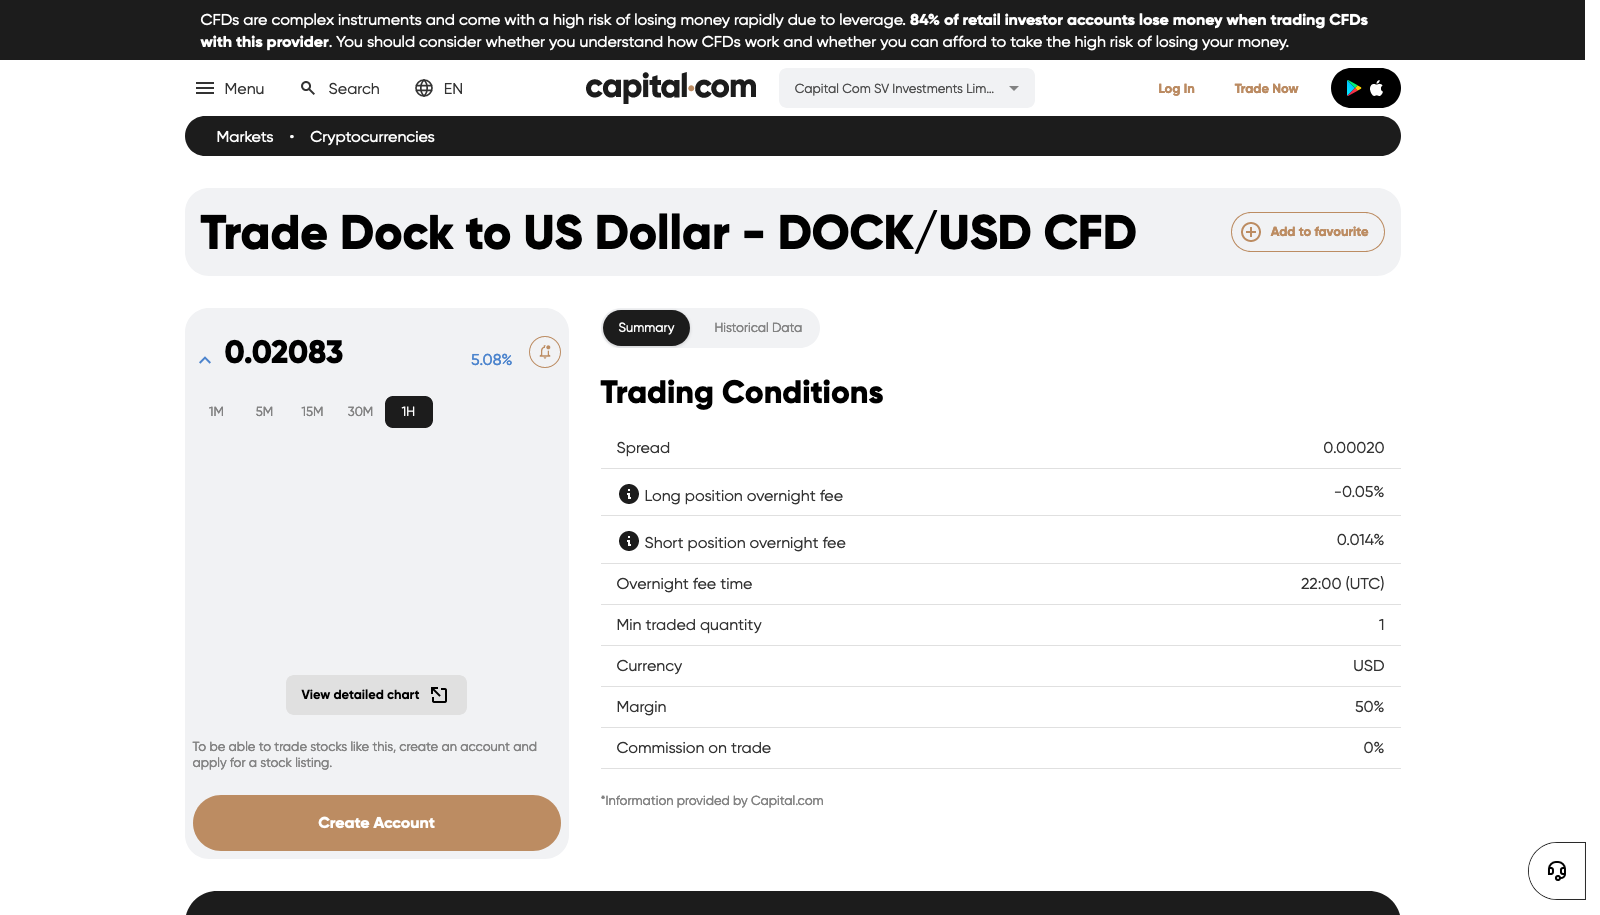 CFDs are complex instruments and come with a high risk of losing money rapidly due to leverage. 84% of retail investor accounts lose money when trading CFDs
with this provider. You should consider whether you understand how CFDs work and whether you can afford to take the high risk of losing your money.
Menu Search EN capital.com Capital Com SV Investments Lim... Log In Trade Now
Markets • Cryptocurrencies
Trade Dock to US Dollar - DOCK/USD CFD
Add to favourite
0.02083
5.08%
1M 5M 15M 30M 1H
View detailed chart
To be able to trade stocks like this, create an account and
apply for a stock listing.
Create Account
Summary Historical Data
Trading Conditions
Spread 0.00020
Long position overnight fee -0.05%
Short position overnight fee 0.014%
Overnight fee time 22:00 (UTC)
Min traded quantity 1
Currency USD
Margin 50%
Commission on trade 0%
*Information provided by Capital.com